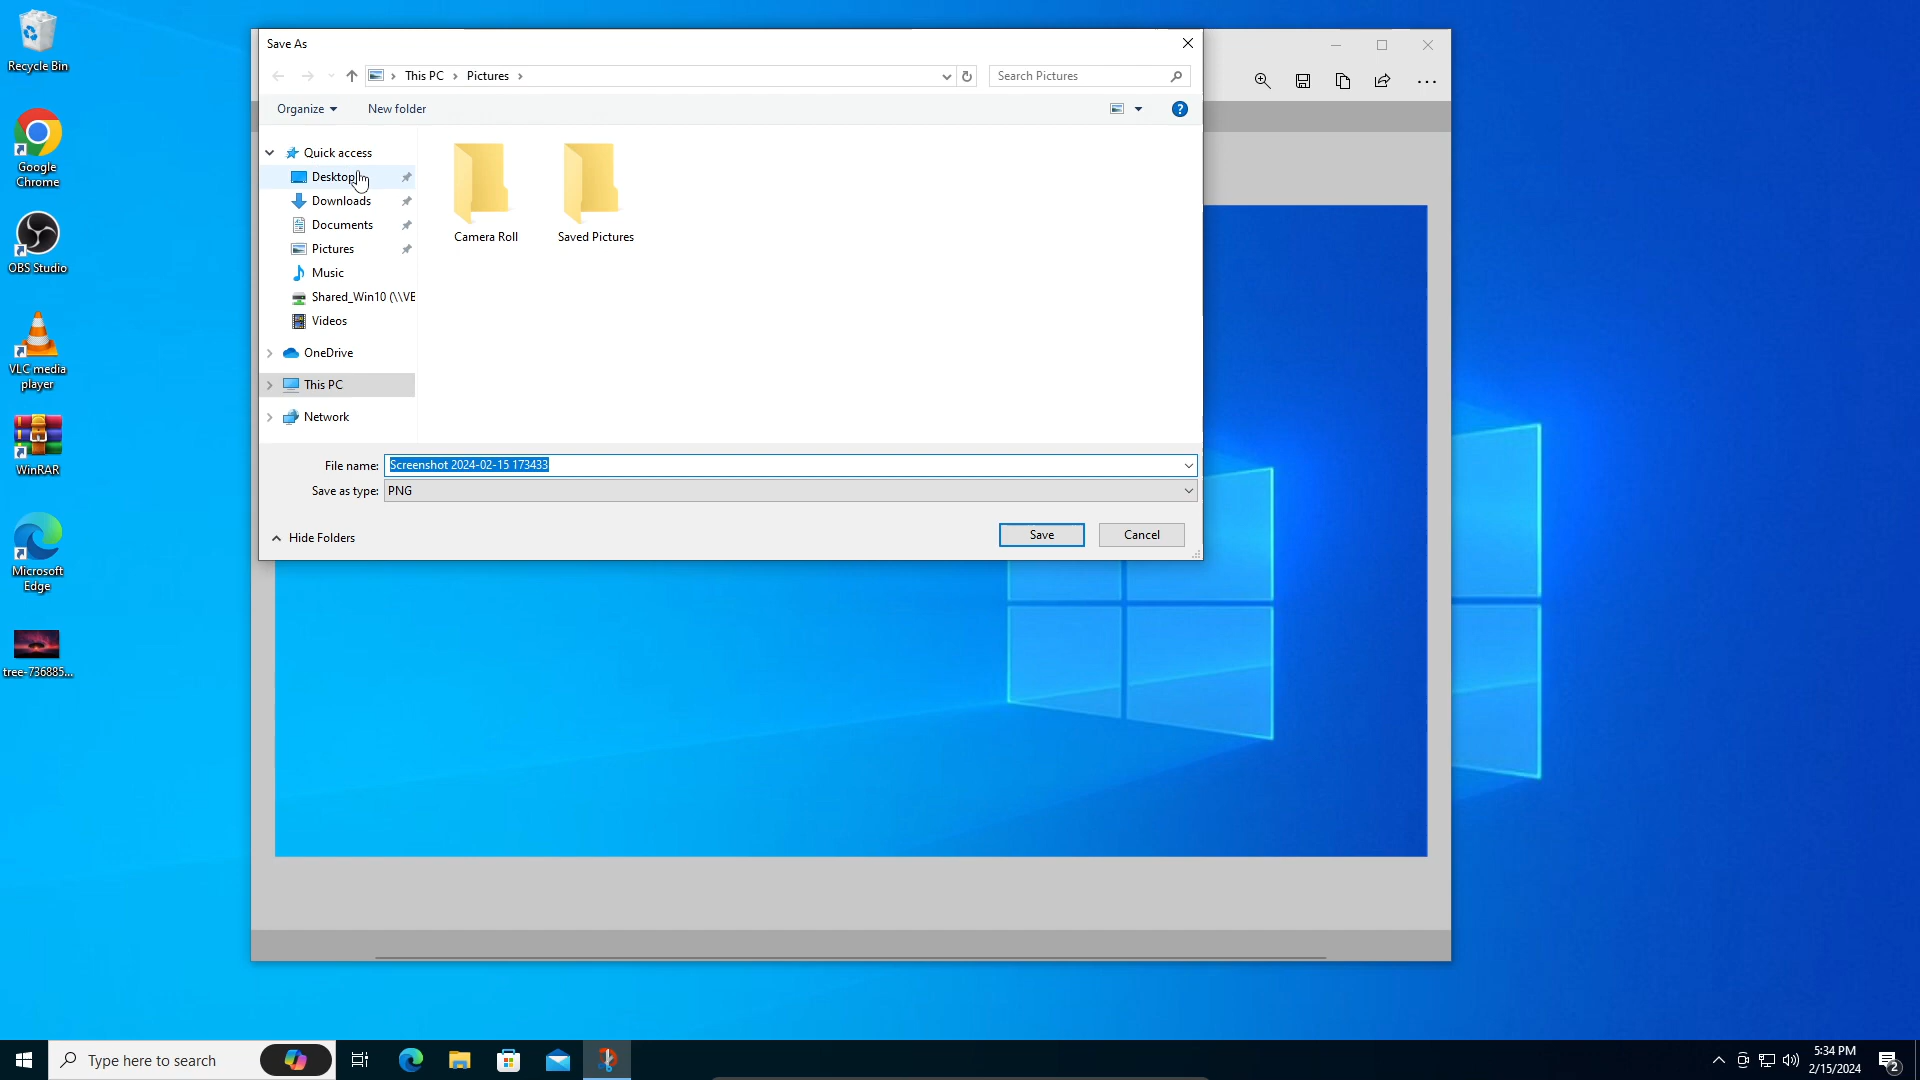 Recycle Bin
Google
Chrome
OBS Studio
VLC media
player
WinRAR
Microsoft
Edge
tree-736885...
Save As
This PC
Pictures
Search Pictures
Organize
New folder
Quick access
Desktop
Downloads
Documents
Pictures
Music
Shared_Win10 (\\VE
Videos
OneDrive
This PC
Network
Camera Roll
Saved Pictures
File name: Screenshot 2024-02-15 173433
Save as type: PNG
Hide Folders
Save
Cancel
Type here to search
5:34 PM
2/15/2024
2